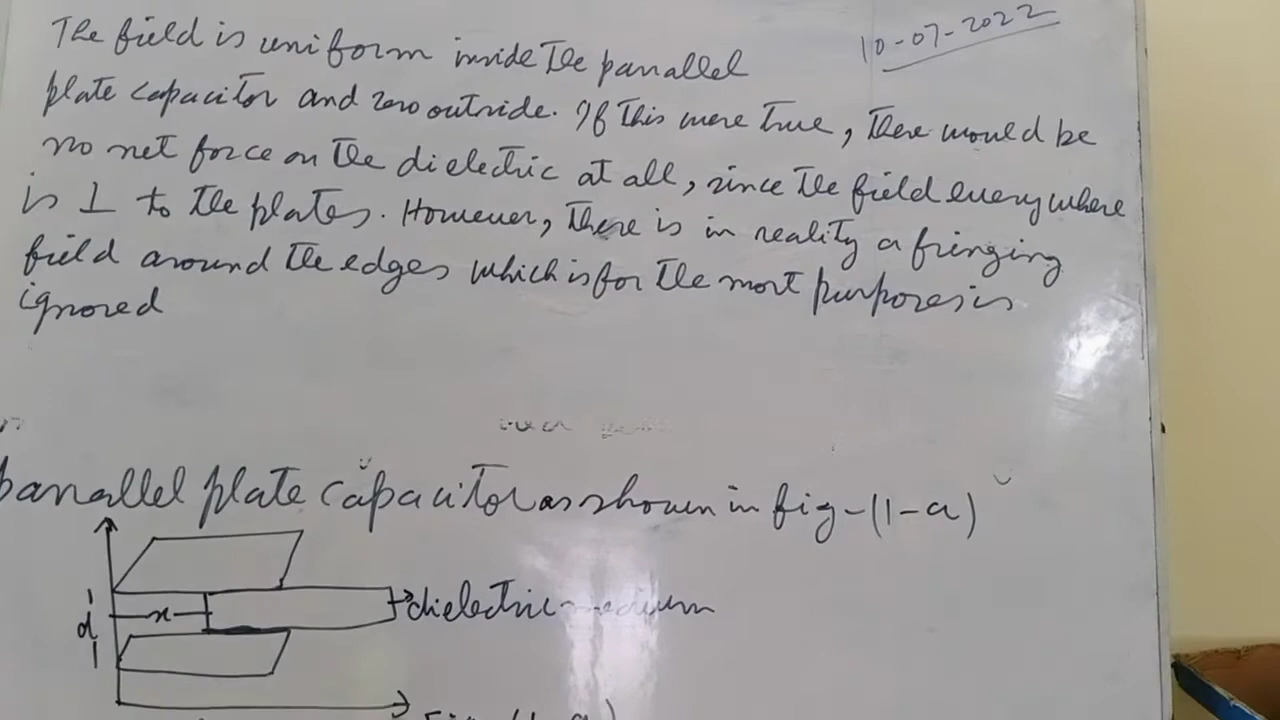 The field is uniform inside the parallel
10-07-2022
plate capacitor and zero outside. If this were true, there would be
no net force on the dielectric at all, since the field everywhere
is ⊥ to the plates. However, there is in reality a fringing
field around the edges which is for the most purposes is
ignored
parallel plate capacitor as shown in fig-(1-a)
d
x
dielectric medium
Fig (1-a)